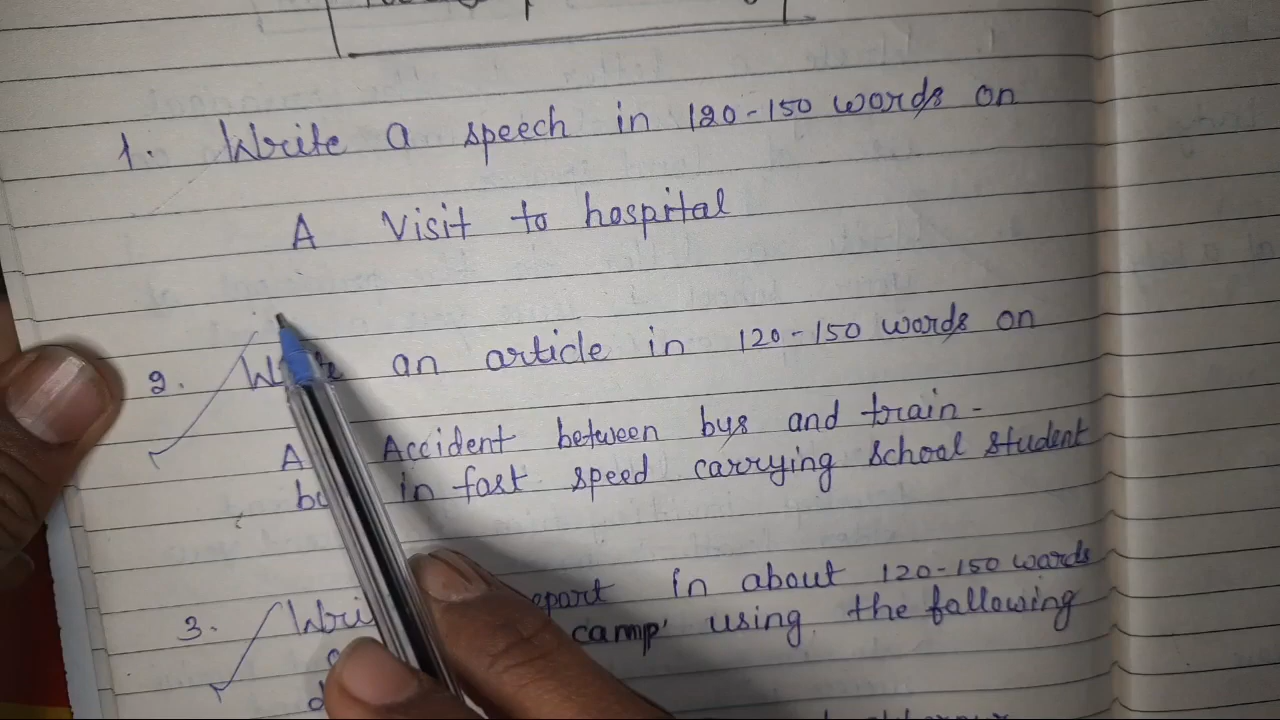 1. Write a speech in 120-150 words on
A Visit to hospital
2. an article in 120-150 words on
Accident between bus and train -
in fast speed carrying school student
3. in about 120-150 words
camp' using the following